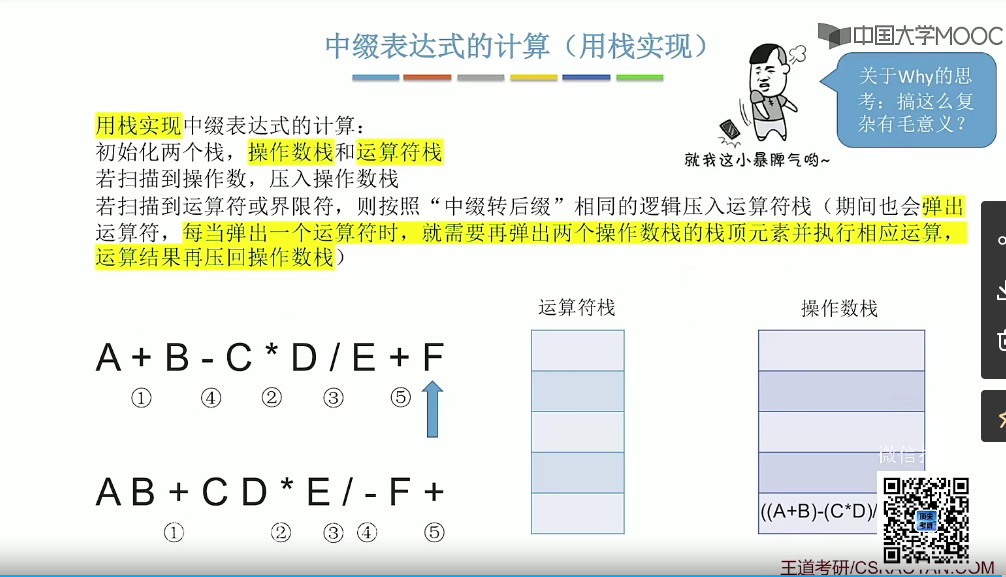 中国大学MOOC
中缀表达式的计算（用栈实现）
关于Why的思
考：搞这么复
杂有毛意义？
就我这小暴脾气哟~
用栈实现中缀表达式的计算：
初始化两个栈，操作数栈和运算符栈
若扫描到操作数，压入操作数栈
若扫描到运算符或界限符，则按照“中缀转后缀”相同的逻辑压入运算符栈（期间也会弹出
运算符，每当弹出一个运算符时，就需要再弹出两个操作数栈的栈顶元素并执行相应运算，
运算结果再压回操作数栈）
运算符栈
操作数栈
A + B - C * D / E + F
① ④ ② ③ ⑤
微信
A B + C D * E / - F +
① ② ③ ④ ⑤
((A+B)-(C*D)/
王道考研/CSKAOYAN.COM